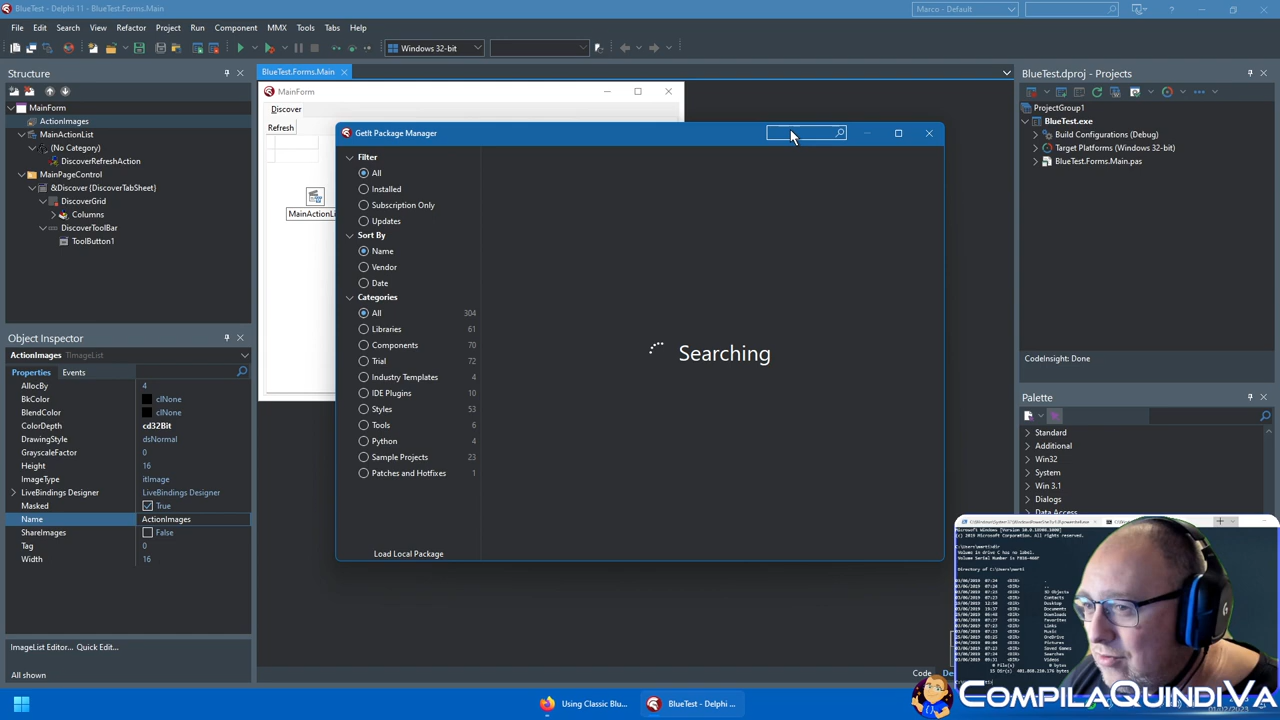 BlueTest - Delphi 11 - BlueTest.Forms.Main
Marco - Default
File Edit Search View Refactor Project Run Component MMX Tools Tabs Help
Windows 32-bit
Structure
MainForm
ActionImages
MainActionList
(No Category)
DiscoverRefreshAction
MainPageControl
&Discover {DiscoverTabSheet}
DiscoverGrid
Columns
DiscoverToolBar
ToolButton1
Object Inspector
ActionImages TImageList
Properties Events
AllocBy 4
BkColor clNone
BlendColor clNone
ColorDepth cd32Bit
DrawingStyle dsNormal
GrayscaleFactor 0
Height 16
ImageType itImage
LiveBindings Designer LiveBindings Designer
Masked True
Name ActionImages
ShareImages False
Tag 0
Width 16
ImageList Editor... Quick Edit...
All shown
BlueTest.Forms.Main
MainForm
Discover
Refresh
MainActionLi
GetIt Package Manager
Filter
All
Installed
Subscription Only
Updates
Sort By
Name
Vendor
Date
Categories
All 304
Libraries 61
Components 70
Trial 72
Industry Templates 4
IDE Plugins 10
Styles 53
Tools 6
Python 4
Sample Projects 23
Patches and Hotfixes 1
Load Local Package
Searching
BlueTest.dproj - Projects
ProjectGroup1
BlueTest.exe
Build Configurations (Debug)
Target Platforms (Windows 32-bit)
BlueTest.Forms.Main.pas
CodeInsight: Done
Palette
Standard
Additional
Win32
System
Win 3.1
Dialogs
Data Access
Code
CompilaQuindiVa
Using Classic Blu...
BlueTest - Delphi ...